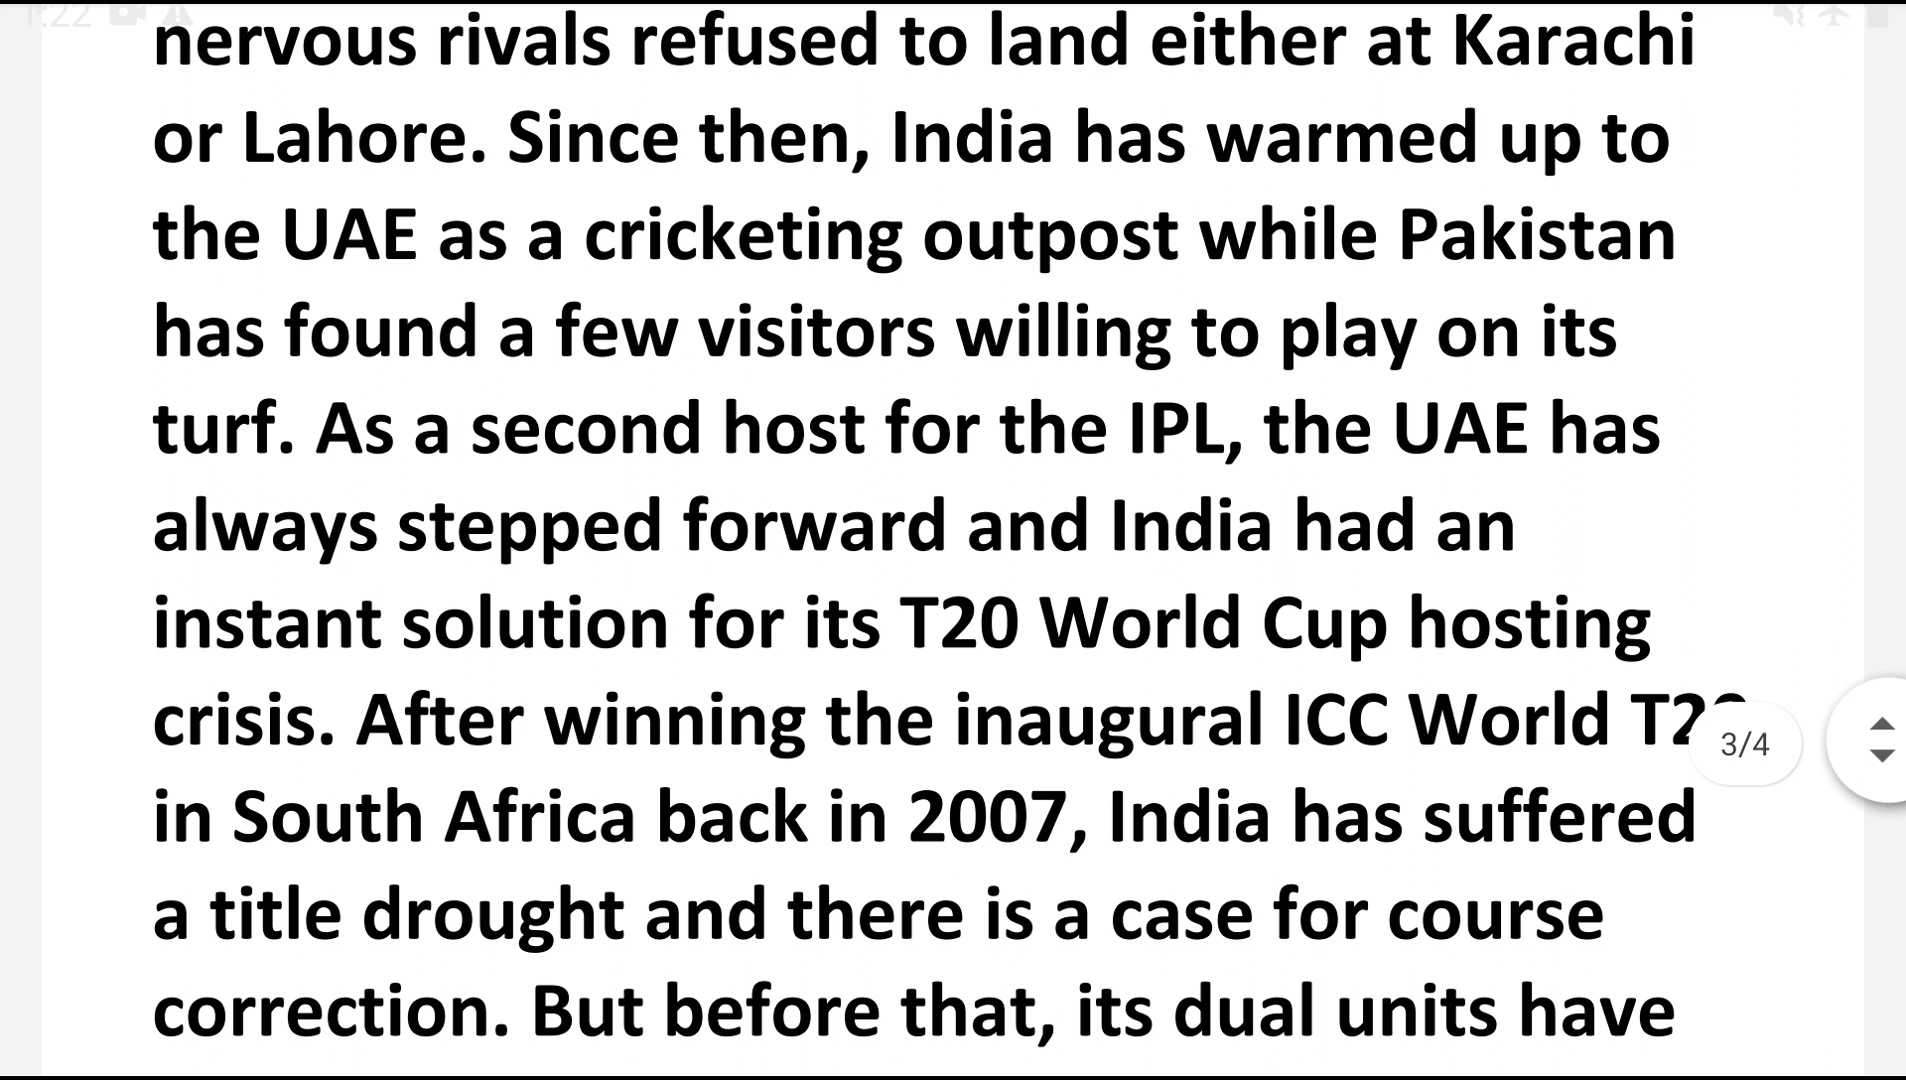 1:22
nervous rivals refused to land either at Karachi
or Lahore. Since then, India has warmed up to
the UAE as a cricketing outpost while Pakistan
has found a few visitors willing to play on its
turf. As a second host for the IPL, the UAE has
always stepped forward and India had an
instant solution for its T20 World Cup hosting
crisis. After winning the inaugural ICC World T20
3/4
in South Africa back in 2007, India has suffered
a title drought and there is a case for course
correction. But before that, its dual units have